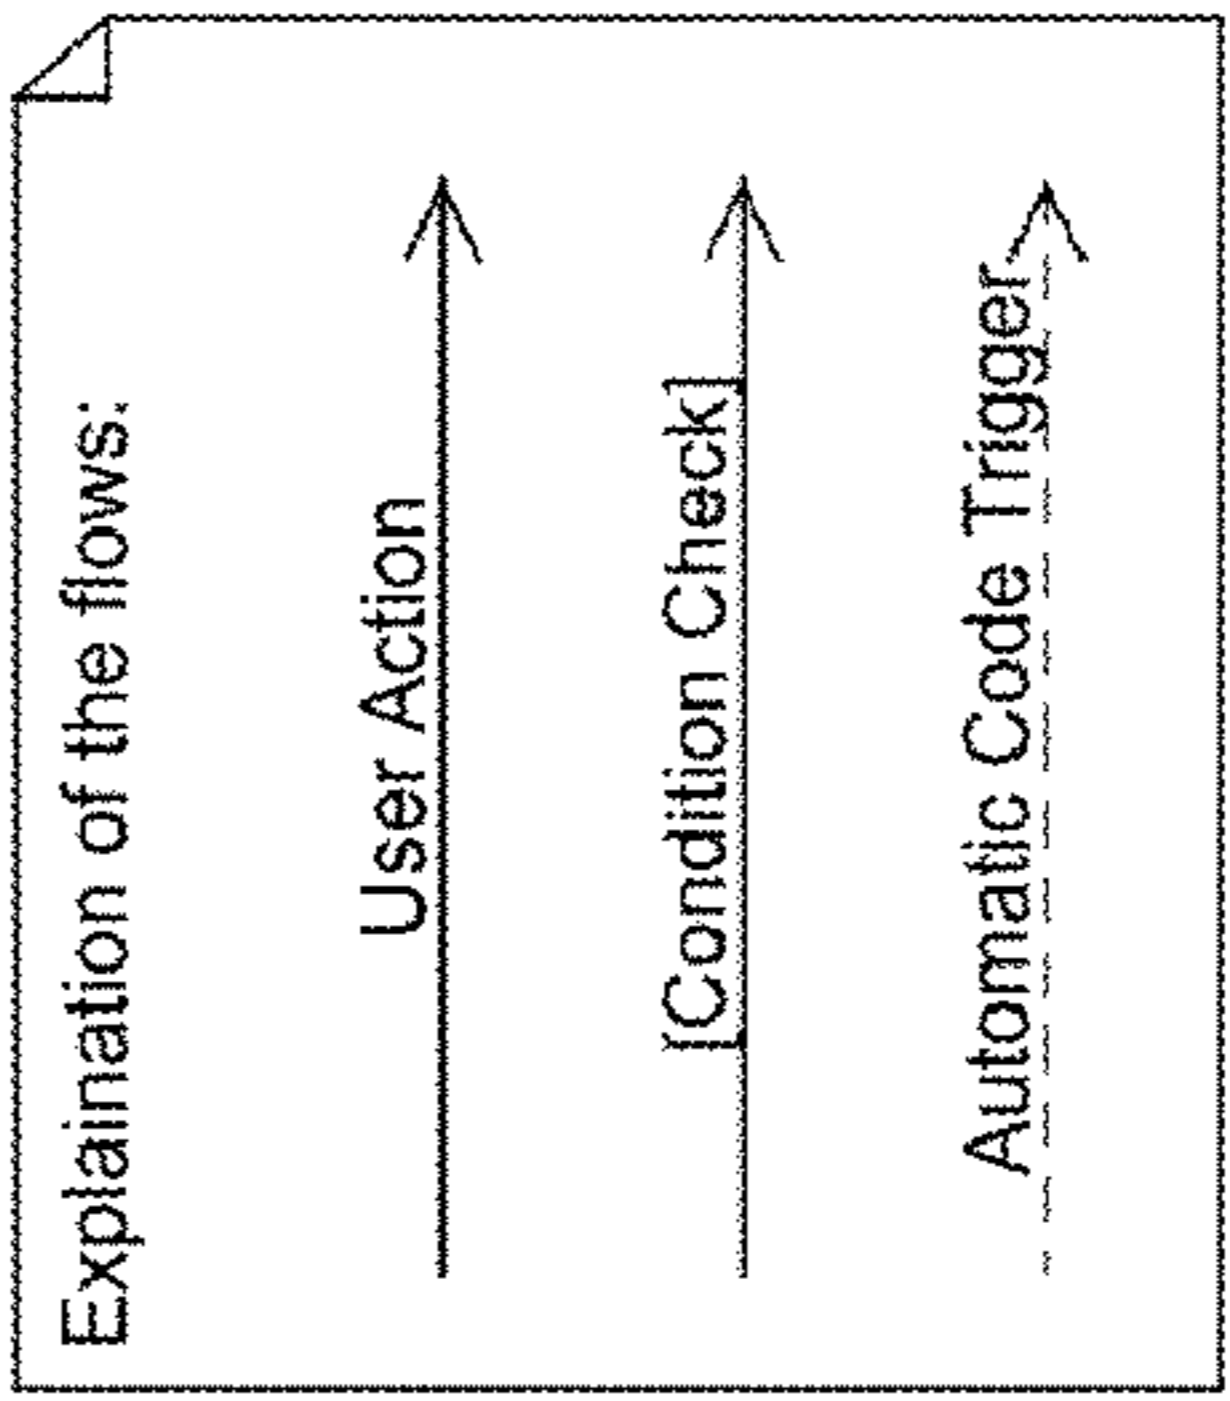 Explaination of the flows:
User Action
[Condition Check]
Automatic Code Trigger